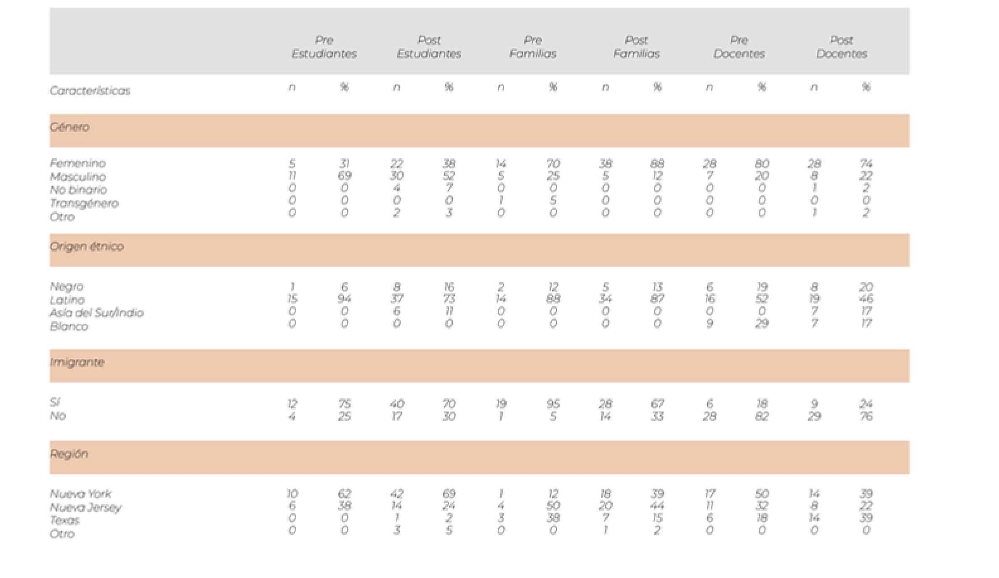 Pre Estudiantes Post Estudiantes Pre Familias Post Familias Pre Docentes Post Docentes
Características n % n % n % n % n % n %
Género
Femenino 5 31 22 38 14 70 38 88 28 80 28 74
Masculino 11 69 30 52 5 25 5 12 7 20 8 22
No binario 0 0 4 7 0 0 0 0 0 0 1 2
Transgénero 0 0 0 0 1 5 0 0 0 0 0 0
Otro 0 0 2 3 0 0 0 0 0 0 1 2
Origen étnico
Negro 1 6 8 16 2 12 5 13 6 19 8 20
Latino 15 94 37 73 14 88 34 87 16 52 19 46
Asía del Sur/Indio 0 0 6 11 0 0 0 0 0 0 7 17
Blanco 0 0 0 0 0 0 0 0 9 29 7 17
Imigrante
Sí 12 75 40 70 19 95 28 67 6 18 9 24
No 4 25 17 30 1 5 14 33 28 82 29 76
Región
Nueva York 10 62 42 69 1 12 18 39 17 50 14 39
Nueva Jersey 6 38 14 24 4 50 20 44 11 32 8 22
Texas 0 0 1 2 3 38 7 15 6 18 14 39
Otro 0 0 3 5 0 0 1 2 0 0 0 0